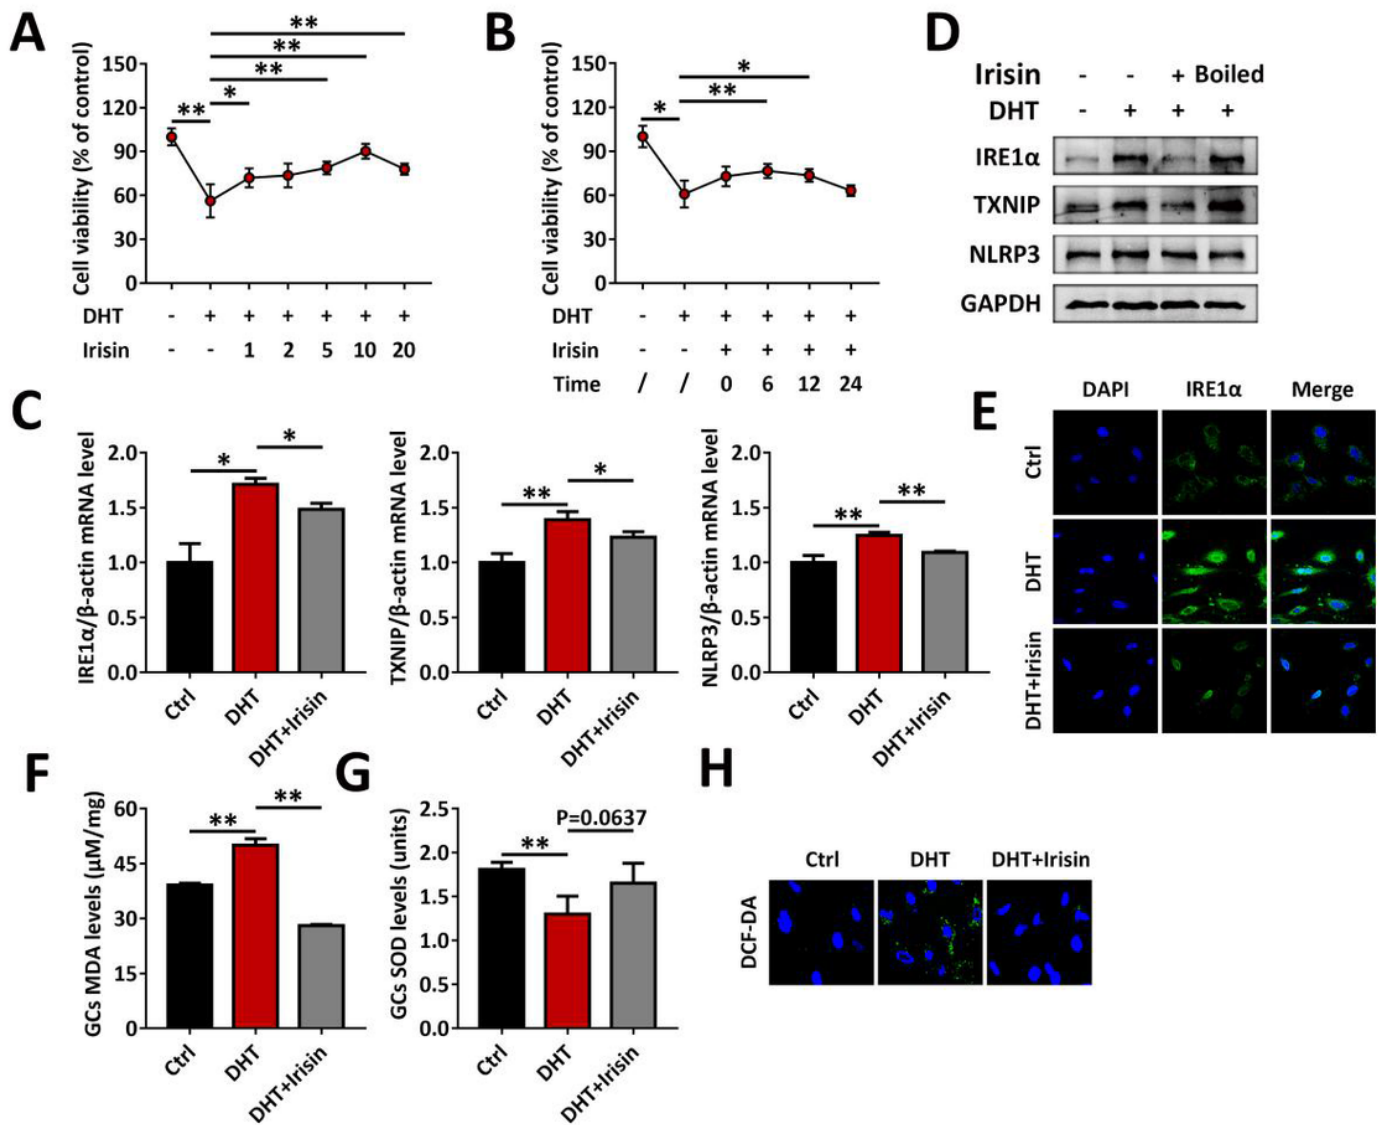 A
**
**
**
*
**
Cell viability (% of control)
150
120
90
60
30
0
DHT - + + + + + +
Irisin - - 1 2 5 10 20
B
*
**
*
Cell viability (% of control)
150
120
90
60
30
0
DHT - + + + + +
Irisin - - + + + +
Time / / 0 6 12 24
D
Irisin - - + Boiled
DHT - + + +
IRE1α
TXNIP
NLRP3
GAPDH
C
IRE1α/β-actin mRNA level
2.0
1.5
1.0
0.5
0.0
*
*
Ctrl
DHT
DHT+Irisin
TXNIP/β-actin mRNA level
2.0
1.5
1.0
0.5
0.0
**
*
Ctrl
DHT
DHT+Irisin
NLRP3/β-actin mRNA level
2.0
1.5
1.0
0.5
0.0
**
**
Ctrl
DHT
DHT+Irisin
E
DAPI IRE1α Merge
Ctrl
DHT
DHT+Irisin
F
GCs MDA levels (μM/mg)
60
45
30
15
0
**
**
Ctrl
DHT
DHT+Irisin
G
GCs SOD levels (units)
2.5
2.0
1.5
1.0
0.5
0.0
**
P=0.0637
Ctrl
DHT
DHT+Irisin
H
Ctrl DHT DHT+Irisin
DCF-DA